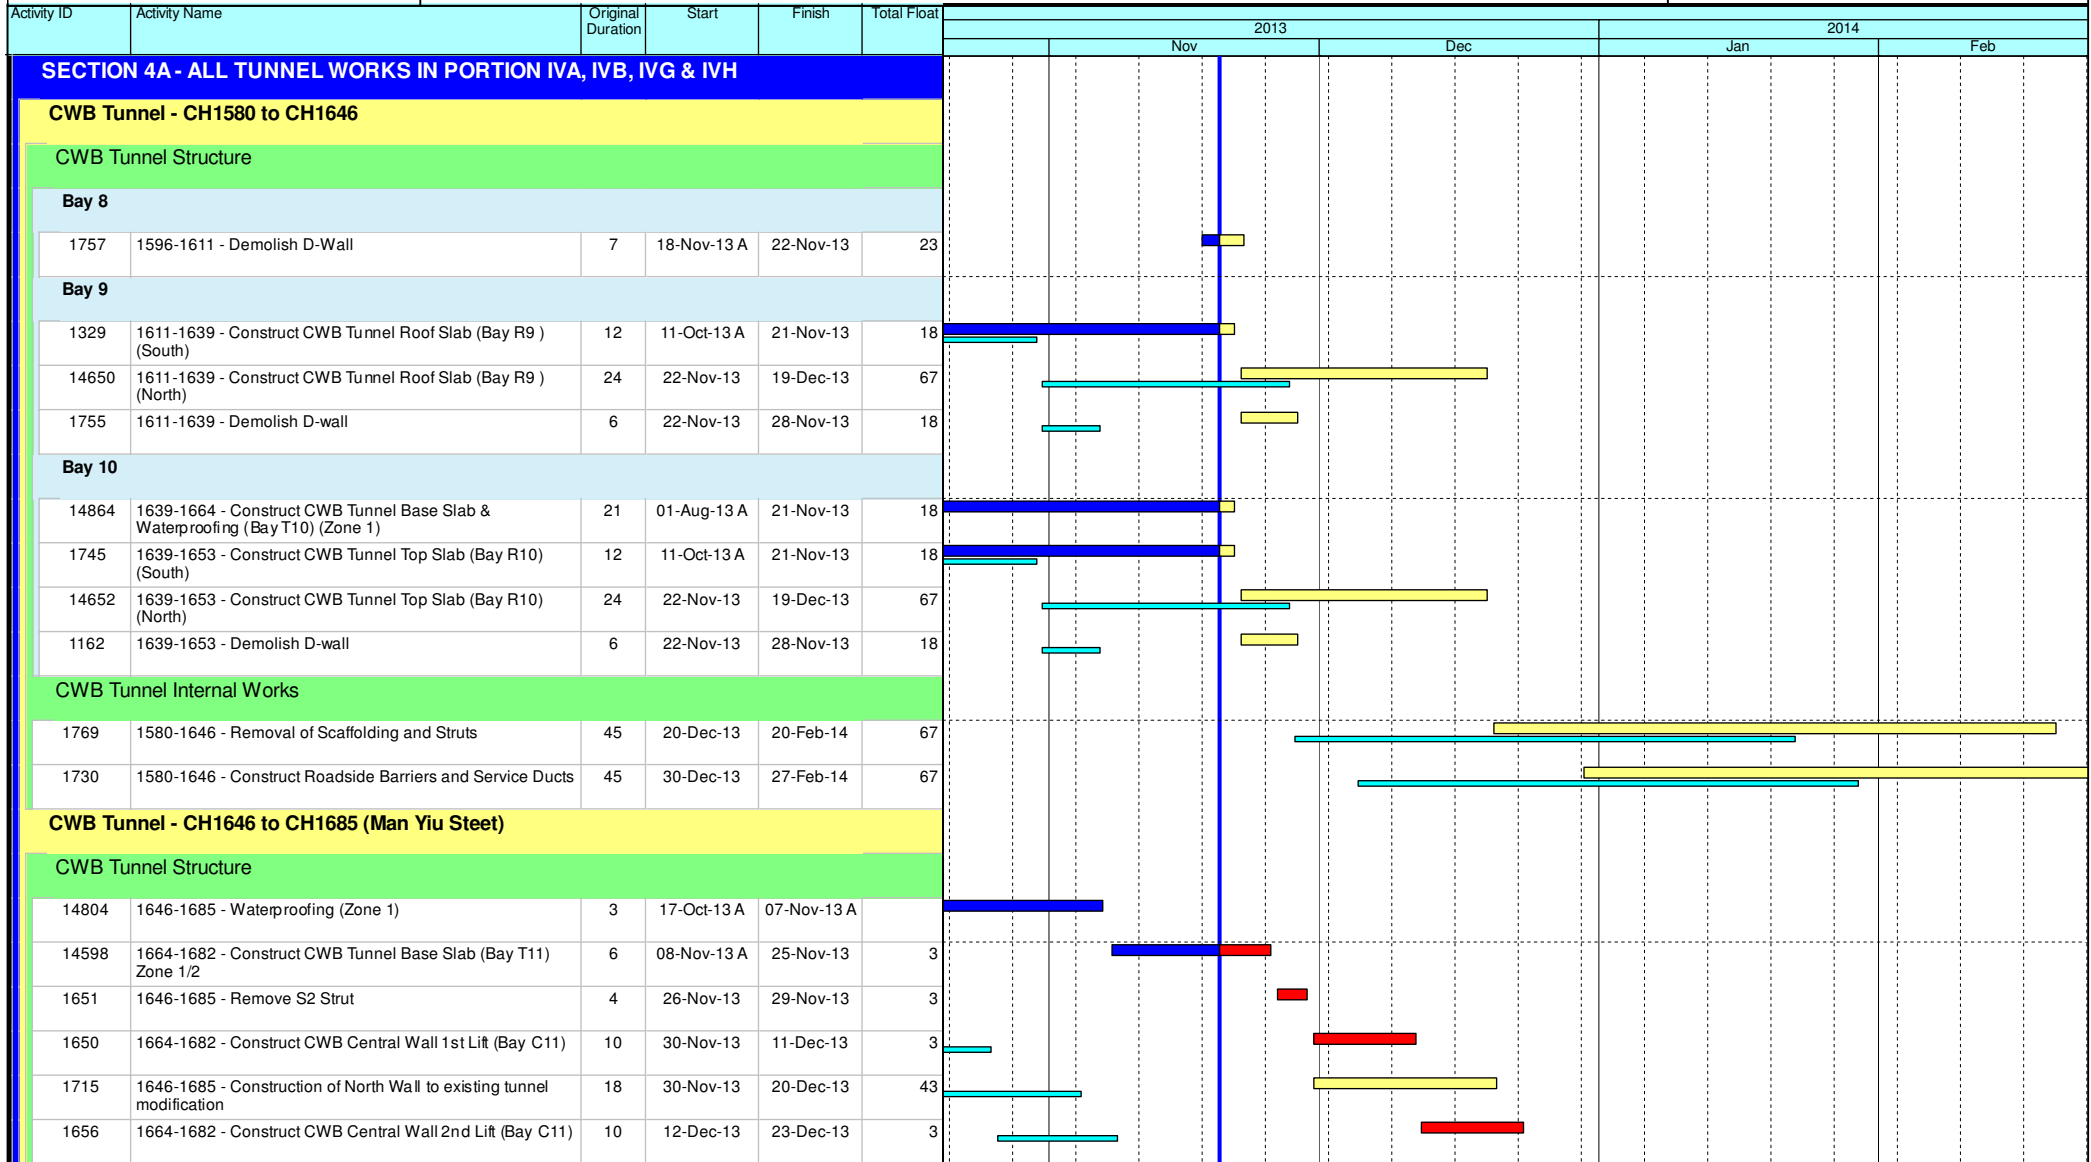 Activity ID Activity Name Original Duration Start Finish Total Float
2013 2014
Nov Dec Jan Feb
SECTION 4A - ALL TUNNEL WORKS IN PORTION IVA, IVB, IVG & IVH
CWB Tunnel - CH1580 to CH1646
CWB Tunnel Structure
Bay 8
1757 1596-1611 - Demolish D-Wall 7 18-Nov-13 A 22-Nov-13 23
Bay 9
1329 1611-1639 - Construct CWB Tunnel Roof Slab (Bay R9 ) 12 11-Oct-13 A 21-Nov-13 18
(South)
14650 1611-1639 - Construct CWB Tunnel Roof Slab (Bay R9 ) 24 22-Nov-13 19-Dec-13 67
(North)
1755 1611-1639 - Demolish D-wall 6 22-Nov-13 28-Nov-13 18
Bay 10
14864 1639-1664 - Construct CWB Tunnel Base Slab & 21 01-Aug-13 A 21-Nov-13 18
Waterproofing (Bay T10) (Zone 1)
1745 1639-1653 - Construct CWB Tunnel Top Slab (Bay R10) 12 11-Oct-13 A 21-Nov-13 18
(South)
14652 1639-1653 - Construct CWB Tunnel Top Slab (Bay R10) 24 22-Nov-13 19-Dec-13 67
(North)
1162 1639-1653 - Demolish D-wall 6 22-Nov-13 28-Nov-13 18
CWB Tunnel Internal Works
1769 1580-1646 - Removal of Scaffolding and Struts 45 20-Dec-13 20-Feb-14 67
1730 1580-1646 - Construct Roadside Barriers and Service Ducts 45 30-Dec-13 27-Feb-14 67
CWB Tunnel - CH1646 to CH1685 (Man Yiu Steet)
CWB Tunnel Structure
14804 1646-1685 - Waterproofing (Zone 1) 3 17-Oct-13 A 07-Nov-13 A
14598 1664-1682 - Construct CWB Tunnel Base Slab (Bay T11) 6 08-Nov-13 A 25-Nov-13 3
Zone 1/2
1651 1646-1685 - Remove S2 Strut 4 26-Nov-13 29-Nov-13 3
1650 1664-1682 - Construct CWB Central Wall 1st Lift (Bay C11) 10 30-Nov-13 11-Dec-13 3
1715 1646-1685 - Construction of North Wall to existing tunnel 18 30-Nov-13 20-Dec-13 43
modification
1656 1664-1682 - Construct CWB Central Wall 2nd Lift (Bay C11) 10 12-Dec-13 23-Dec-13 3